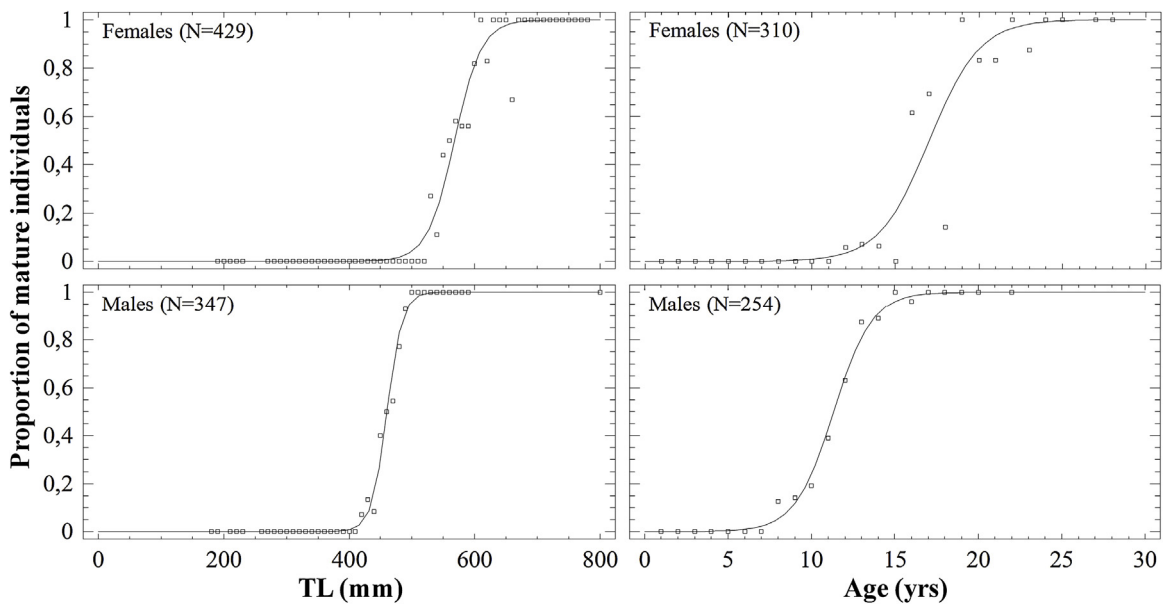 Proportion of mature individuals
Females (N=429)
1
0,8
0,6
0,4
0,2
0
Females (N=310)
Males (N=347)
1
0,8
0,6
0,4
0,2
0
Males (N=254)
0 200 400 600 800
0 5 10 15 20 25 30
TL (mm)
Age (yrs)